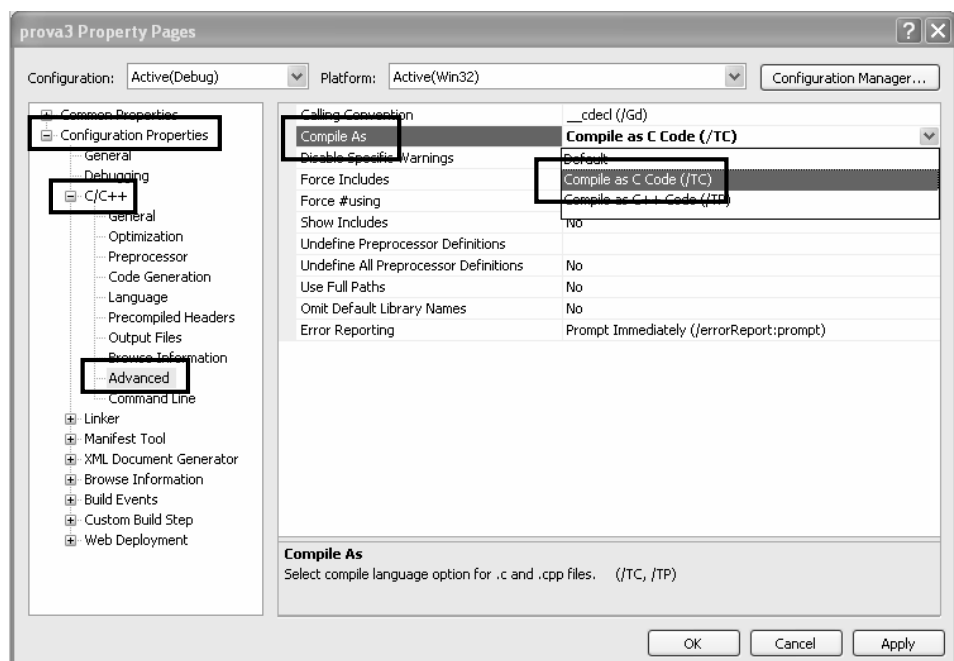 prova3 Property Pages
Configuration: Active(Debug) Platform: Active(Win32) Configuration Manager...
Common Properties
Configuration Properties
General
Debugging
C/C++
General
Optimization
Preprocessor
Code Generation
Language
Precompiled Headers
Output Files
Browse Information
Advanced
Command Line
Linker
Manifest Tool
XML Document Generator
Browse Information
Build Events
Custom Build Step
Web Deployment
Calling Convention __cdecl (/Gd)
Compile As Compile as C Code (/TC)
Disable Specific Warnings Default
Force Includes Compile as C Code (/TC)
Force #using Compile as C++ Code (/TP)
Show Includes No
Undefine Preprocessor Definitions
Undefine All Preprocessor Definitions No
Use Full Paths No
Omit Default Library Names No
Error Reporting Prompt Immediately (/errorReport:prompt)
Compile As
Select compile language option for .c and .cpp files. (/TC, /TP)
OK Cancel Apply